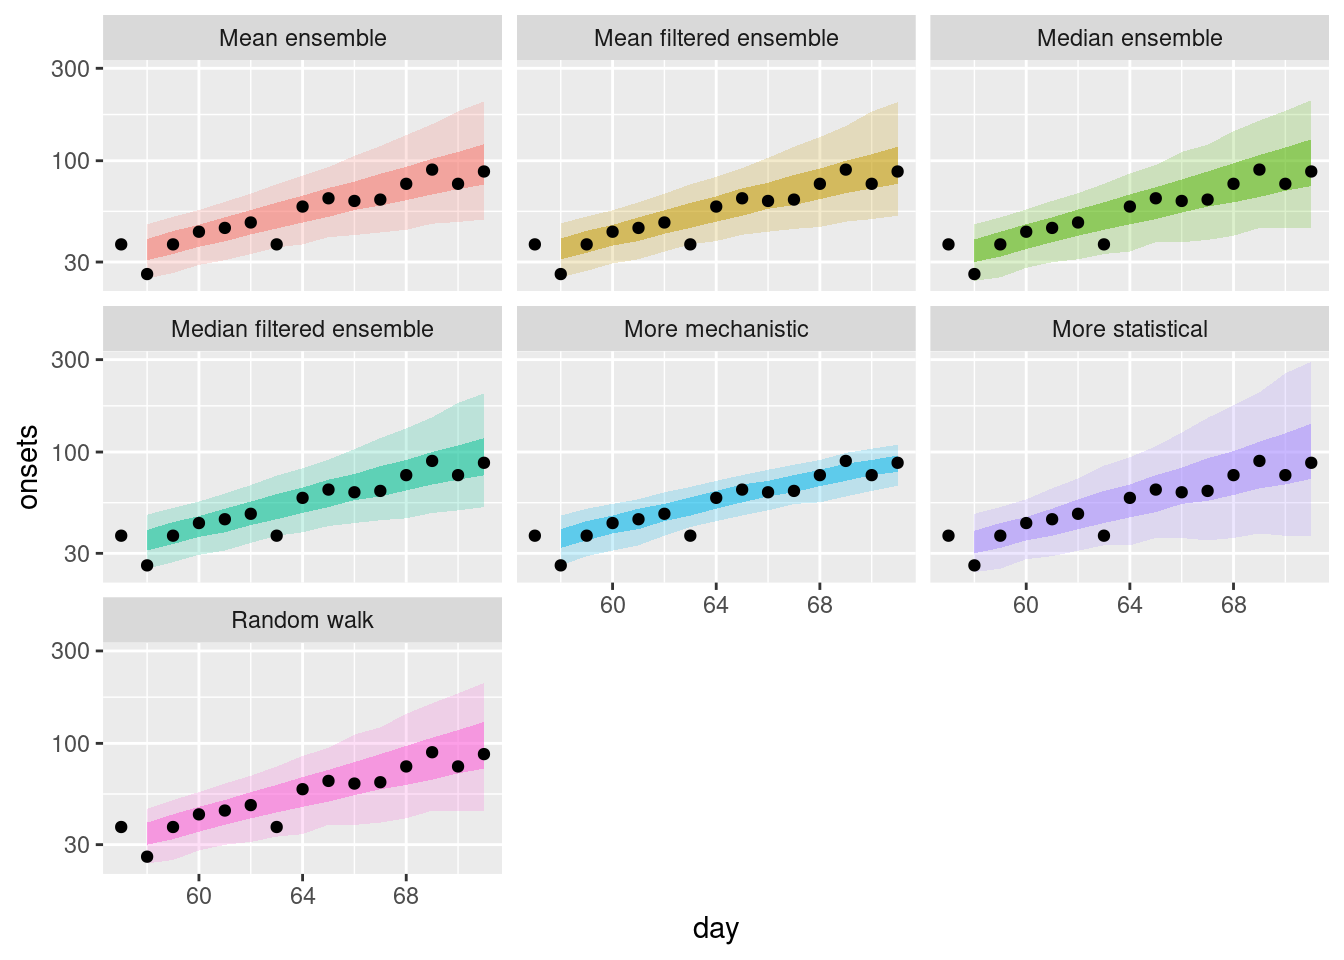 Mean ensemble
Mean filtered ensemble
Median ensemble
300
100
30
Median filtered ensemble
More mechanistic
More statistical
300
100
30
60 64 68
60 64 68
Random walk
300
100
30
60 64 68
onsets
day